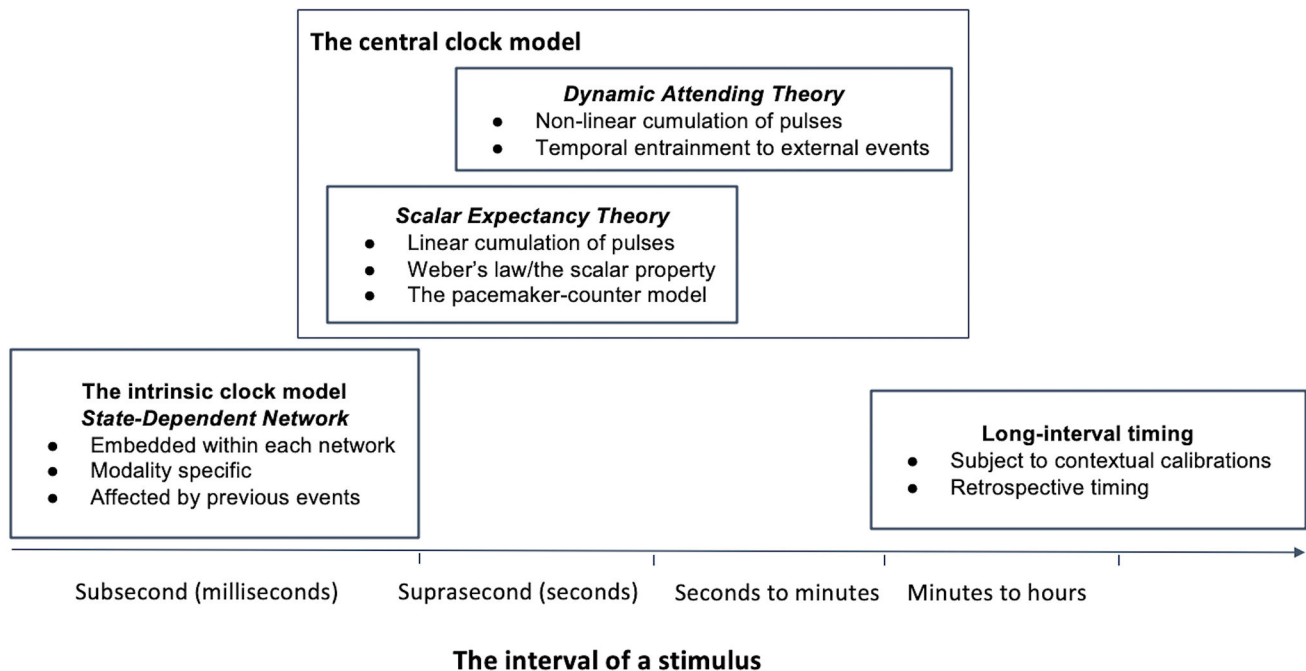 The central clock model
Dynamic Attending Theory
● Non-linear cumulation of pulses
● Temporal entrainment to external events
Scalar Expectancy Theory
● Linear cumulation of pulses
● Weber's law/the scalar property
● The pacemaker-counter model
The intrinsic clock model
State-Dependent Network
● Embedded within each network
● Modality specific
● Affected by previous events
Long-interval timing
● Subject to contextual calibrations
● Retrospective timing
Subsecond (milliseconds)
Suprasecond (seconds)
Seconds to minutes
Minutes to hours
The interval of a stimulus